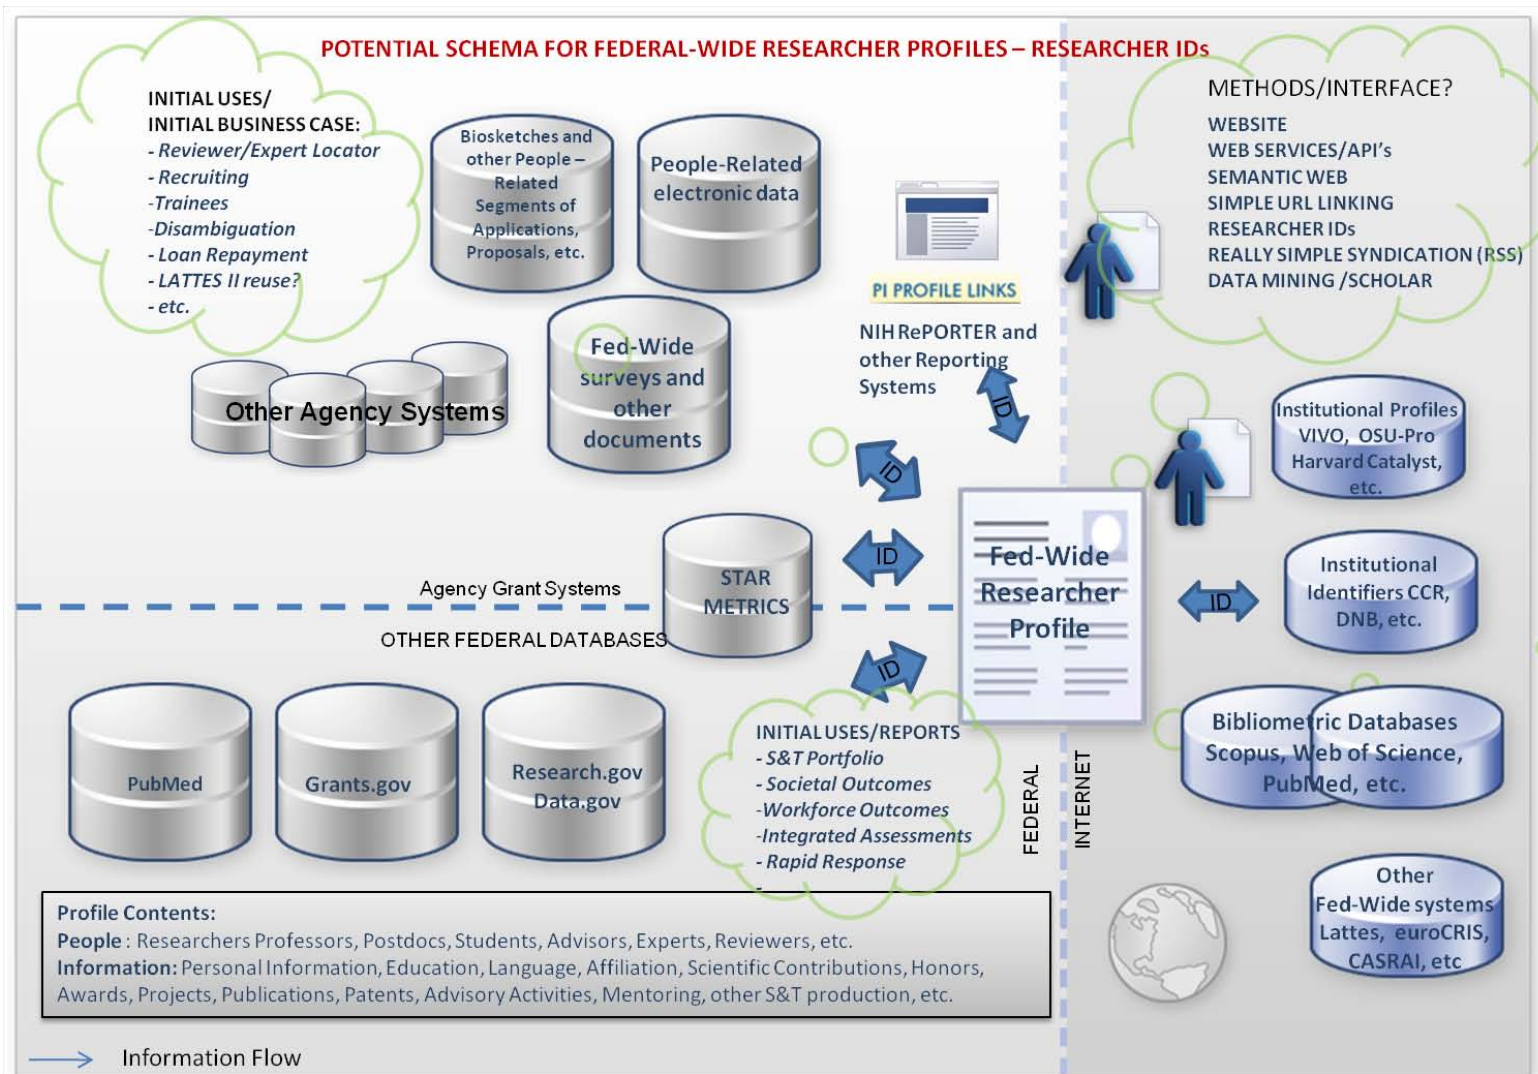 POTENTIAL SCHEMA FOR FEDERAL-WIDE RESEARCHER PROFILES – RESEARCHER IDs
INITIAL USES/
INITIAL BUSINESS CASE:
- Reviewer/Expert Locator
- Recruiting
-Trainees
-Disambiguation
- Loan Repayment
- LATTES II reuse?
- etc.
Biosketches and
other People –
Related
Segments of
Applications,
Proposals, etc.
People-Related
electronic data
PI PROFILE LINKS
NIH RePORTER and
other Reporting
Systems
METHODS/INTERFACE?
WEBSITE
WEB SERVICES/API's
SEMANTIC WEB
SIMPLE URL LINKING
RESEARCHER IDs
REALLY SIMPLE SYNDICATION (RSS)
DATA MINING /SCHOLAR
Other Agency Systems
Fed-Wide
surveys and
other
documents
ID
ID
ID
ID
ID
Institutional Profiles
VIVO, OSU-Pro
Harvard Catalyst,
etc.
STAR
METRICS
Fed-Wide
Researcher
Profile
Institutional
Identifiers CCR,
DNB, etc.
Agency Grant Systems
OTHER FEDERAL DATABASES
PubMed
Grants.gov
Research.gov
Data.gov
INITIAL USES/REPORTS
- S&T Portfolio
- Societal Outcomes
-Workforce Outcomes
-Integrated Assessments
- Rapid Response
-
FEDERAL
INTERNET
Bibliometric Databases
Scopus, Web of Science,
PubMed, etc.
Other
Fed-Wide systems
Lattes, euroCRIS,
CASRAI, etc
Profile Contents:
People : Researchers Professors, Postdocs, Students, Advisors, Experts, Reviewers, etc.
Information: Personal Information, Education, Language, Affiliation, Scientific Contributions, Honors,
Awards, Projects, Publications, Patents, Advisory Activities, Mentoring, other S&T production, etc.
Information Flow